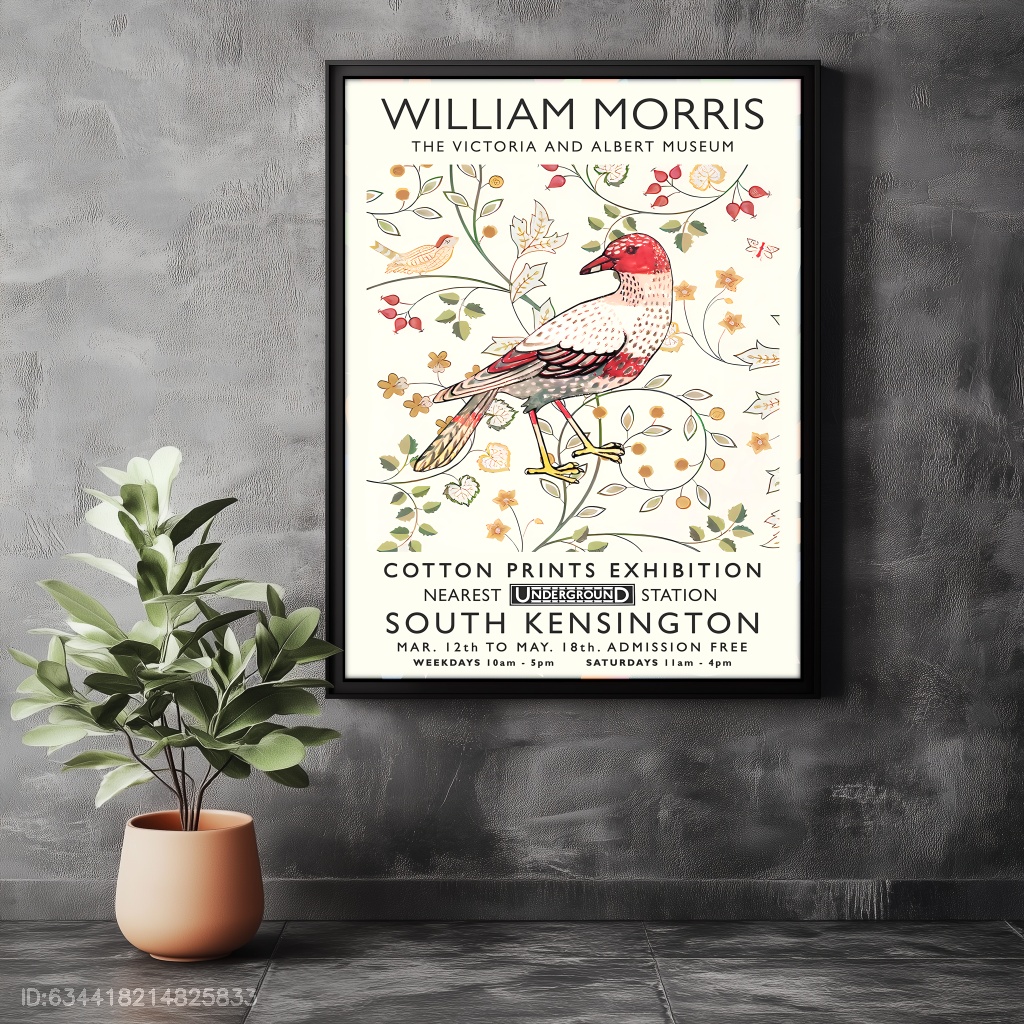 WILLIAM MORRIS
THE VICTORIA AND ALBERT MUSEUM
COTTON PRINTS EXHIBITION
NEAREST UNDERGROUND STATION
SOUTH KENSINGTON
MAR. 12th TO MAY. 18th. ADMISSION FREE
WEEKDAYS 10am - 5pm SATURDAYS 11am - 4pm
ID:634418214825833